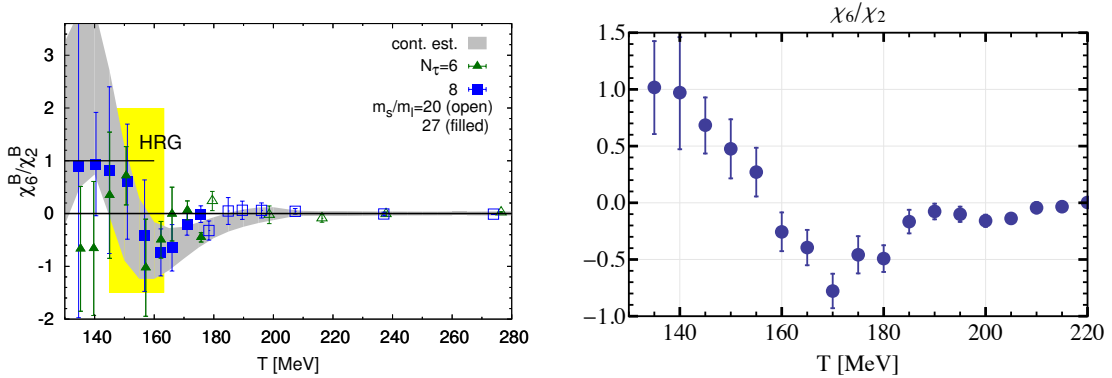 cont. est.
Nτ=6
8
ms/ml=20 (open)
27 (filled)
HRG
χ6B/χ2B
3
2
1
0
-1
-2
140 160 180 200 220 240 260 280
T [MeV]
χ6/χ2
1.5
1.0
0.5
0.0
−0.5
−1.0
140 160 180 200 220
T [MeV]